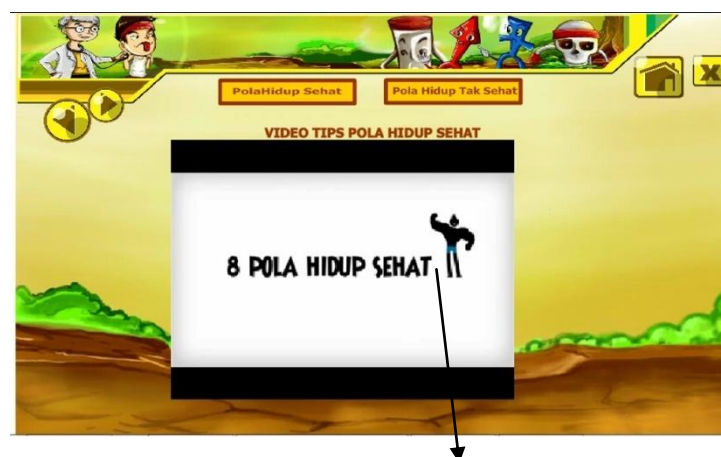 PolaHidup Sehat
Pola Hidup Tak Sehat
VIDEO TIPS POLA HIDUP SEHAT
8 POLA HIDUP SEHAT
X